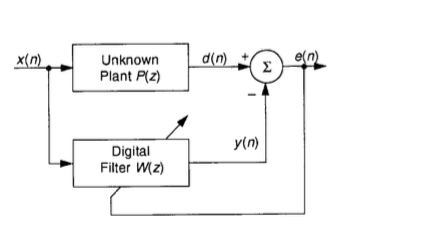 x(n)
Unknown
Plant P(z)
d(n)
+
Σ
e(n)
−
Digital
Filter W(z)
y(n)